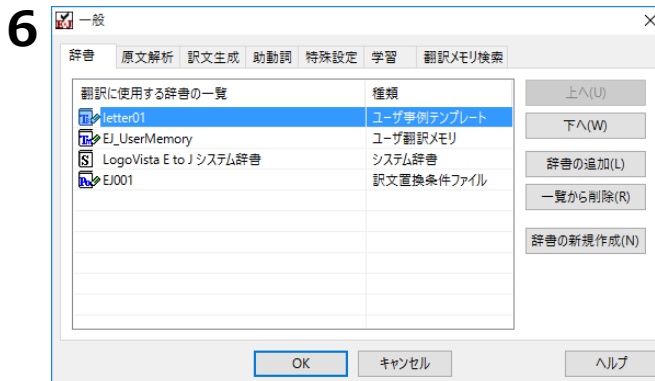 6
一般
辞書 原文解析 訳文生成 助動詞 特殊設定 学習 翻訳メモリ検索
翻訳に使用する辞書の一覧 種類
letter01 ユーザ事例テンプレート
EJ_UserMemory ユーザ翻訳メモリ
S LogoVista E to J システム辞書 システム辞書
EJ001 訳文置換条件ファイル
上へ(U)
下へ(W)
辞書の追加(L)
一覧から削除(R)
辞書の新規作成(N)
OK キャンセル ヘルプ